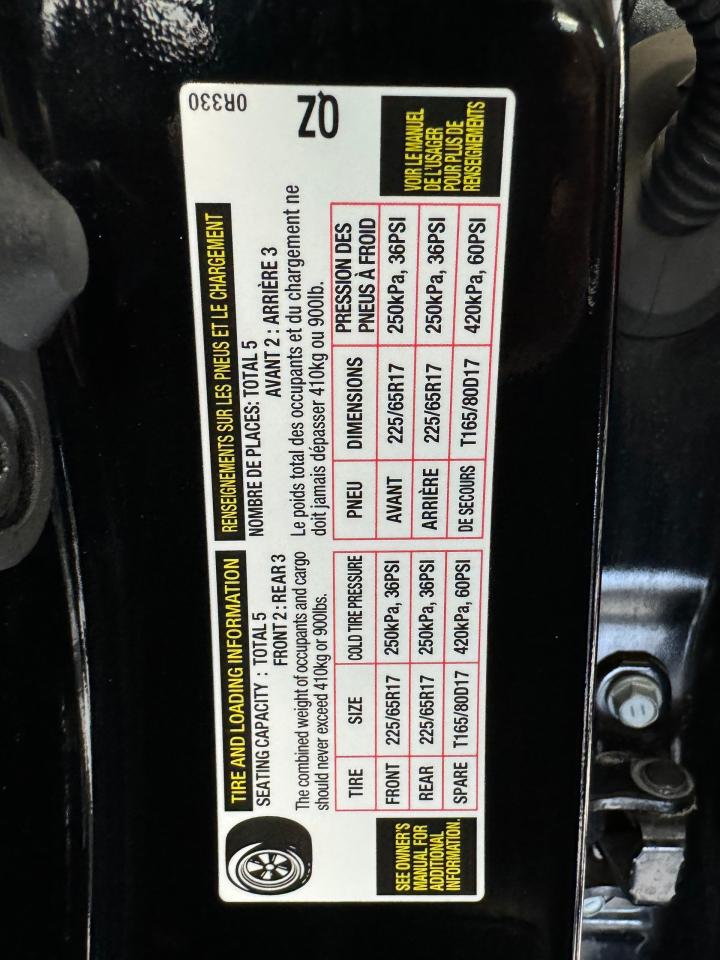 TIRE AND LOADING INFORMATION
SEATING CAPACITY : TOTAL 5
FRONT 2 : REAR 3
The combined weight of occupants and cargo
should never exceed 410kg or 900lbs.
TIRE SIZE COLD TIRE PRESSURE
FRONT 225/65R17 250kPa, 36PSI
REAR 225/65R17 250kPa, 36PSI
SPARE T165/80D17 420kPa, 60PSI
SEE OWNER'S
MANUAL FOR
ADDITIONAL
INFORMATION.
RENSEIGNEMENTS SUR LES PNEUS ET LE CHARGEMENT
NOMBRE DE PLACES: TOTAL 5
AVANT 2 : ARRIÈRE 3
Le poids total des occupants et du chargement ne
doit jamais dépasser 410kg ou 900lb.
PNEU DIMENSIONS PRESSION DES
PNEUS À FROID
AVANT 225/65R17 250kPa, 36PSI
ARRIÈRE 225/65R17 250kPa, 36PSI
DE SECOURS T165/80D17 420kPa, 60PSI
VOIR LE MANUEL
DE L'USAGER
POUR PLUS DE
RENSEIGNEMENTS
0R330
QZ